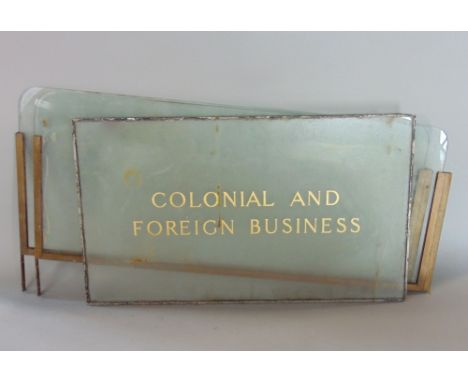 COLONIAL AND
FOREIGN BUSINESS